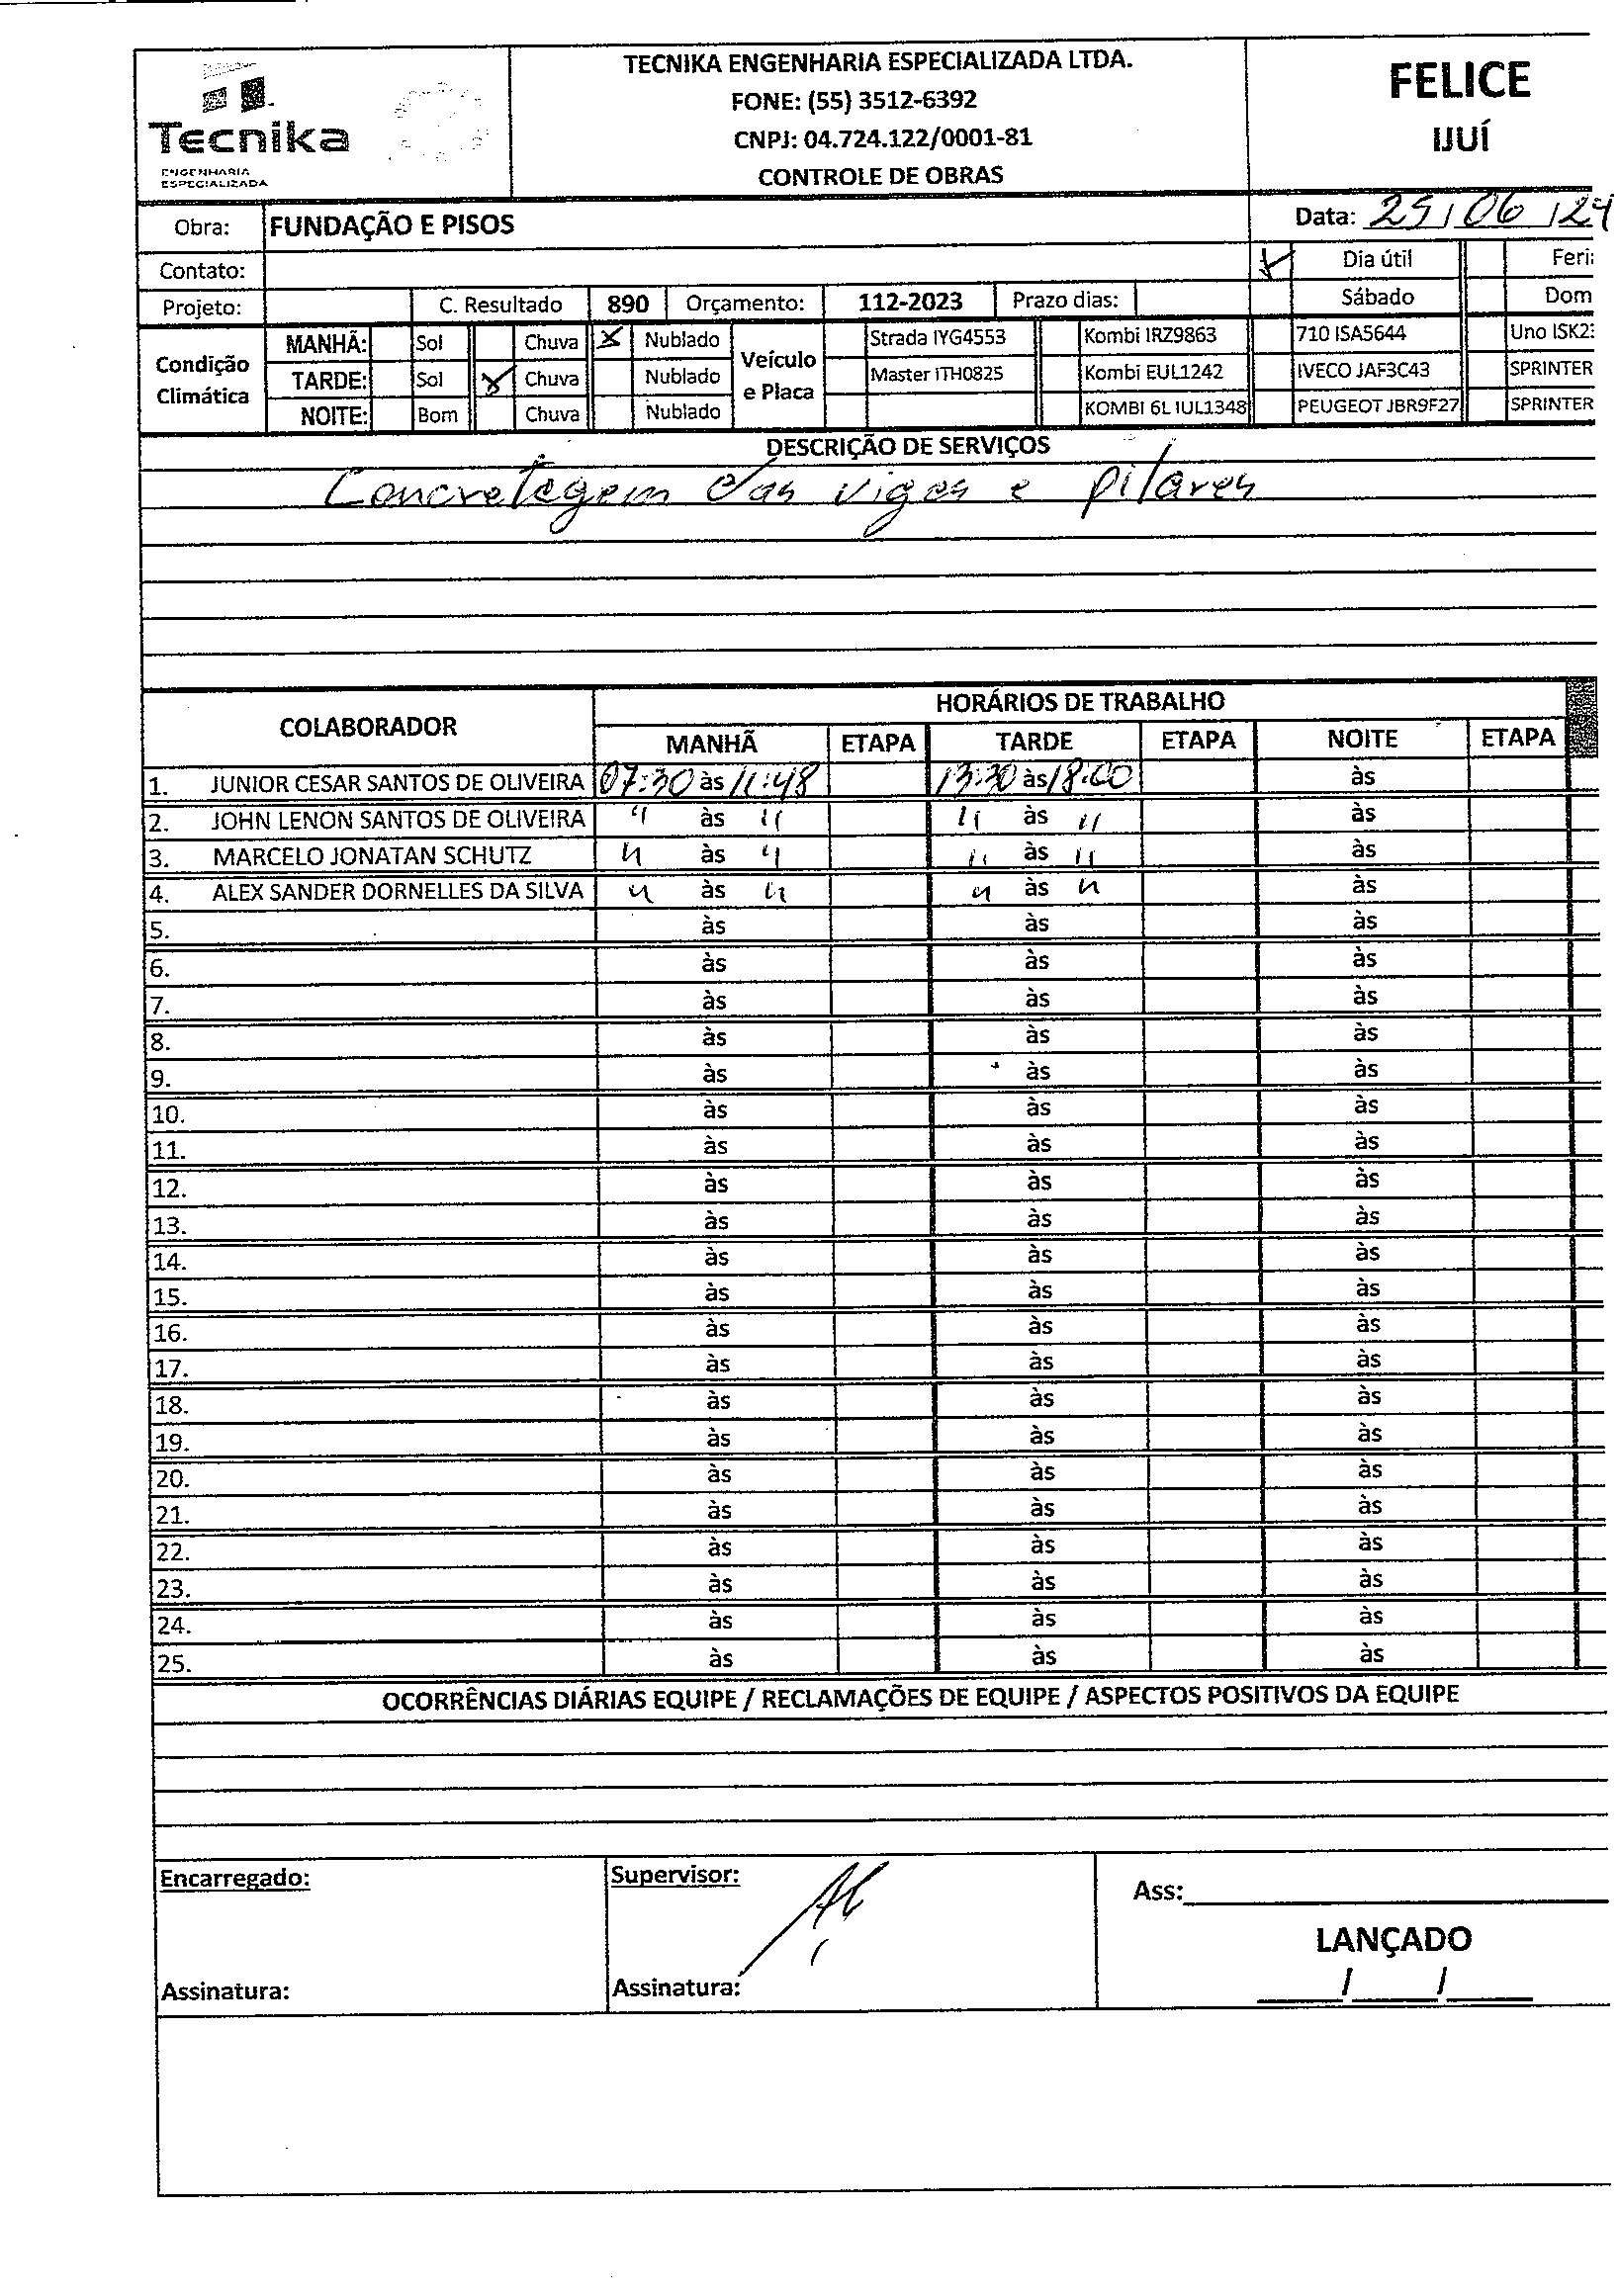 Tecnika
ENGENHARIA
ESPECIALIZADA
TECNIKA ENGENHARIA ESPECIALIZADA LTDA.
FONE: (55) 3512-6392
CNPJ: 04.724.122/0001-81
CONTROLE DE OBRAS
FELICE
IJUÍ
Obra: FUNDAÇÃO E PISOS
Data: 25/06/24
Contato:
Dia útil Feri
Projeto: C. Resultado 890 Orçamento: 112-2023 Prazo dias: Sábado Dom
Condição Climática
MANHÃ: Sol Chuva X Nublado
TARDE: Sol X Chuva Nublado
NOITE: Bom Chuva Nublado
Veículo e Placa
Strada IYG4553 Kombi IRZ9863 710 ISA5644 Uno ISK2
Master ITH0825 Kombi EUL1242 IVECO JAF3C43 SPRINTER
KOMBI 6L IUL1348 PEUGEOT JBR9F27 SPRINTER
DESCRIÇÃO DE SERVIÇOS
Concretagem das vigas e pilares
COLABORADOR HORÁRIOS DE TRABALHO
MANHÃ ETAPA TARDE ETAPA NOITE ETAPA
1. JUNIOR CESAR SANTOS DE OLIVEIRA 07:30 às 11:48 13:30 às 18:00 às
2. JOHN LENON SANTOS DE OLIVEIRA " às " " às " às
3. MARCELO JONATAN SCHUTZ " às " " às " às
4. ALEX SANDER DORNELLES DA SILVA " às " " às " às
5. às às às
6. às às às
7. às às às
8. às às às
9. às às às
10. às às às
11. às às às
12. às às às
13. às às às
14. às às às
15. às às às
16. às às às
17. às às às
18. às às às
19. às às às
20. às às às
21. às às às
22. às às às
23. às às às
24. às às às
25. às às às
OCORRÊNCIAS DIÁRIAS EQUIPE / RECLAMAÇÕES DE EQUIPE / ASPECTOS POSITIVOS DA EQUIPE
Encarregado: Supervisor: Ass:
LANÇADO
Assinatura: Assinatura: / /